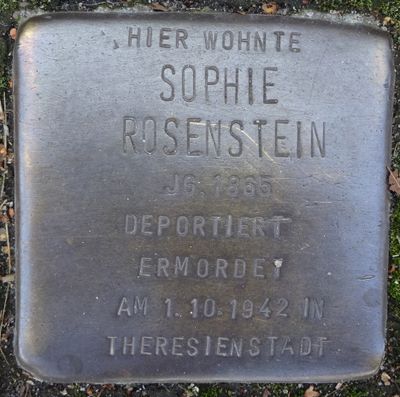 HIER WOHNTE
SOPHIE
ROSENSTEIN
JG. 1865
DEPORTIERT
ERMORDET
AM 1.10.1942 IN
THERESIENSTADT